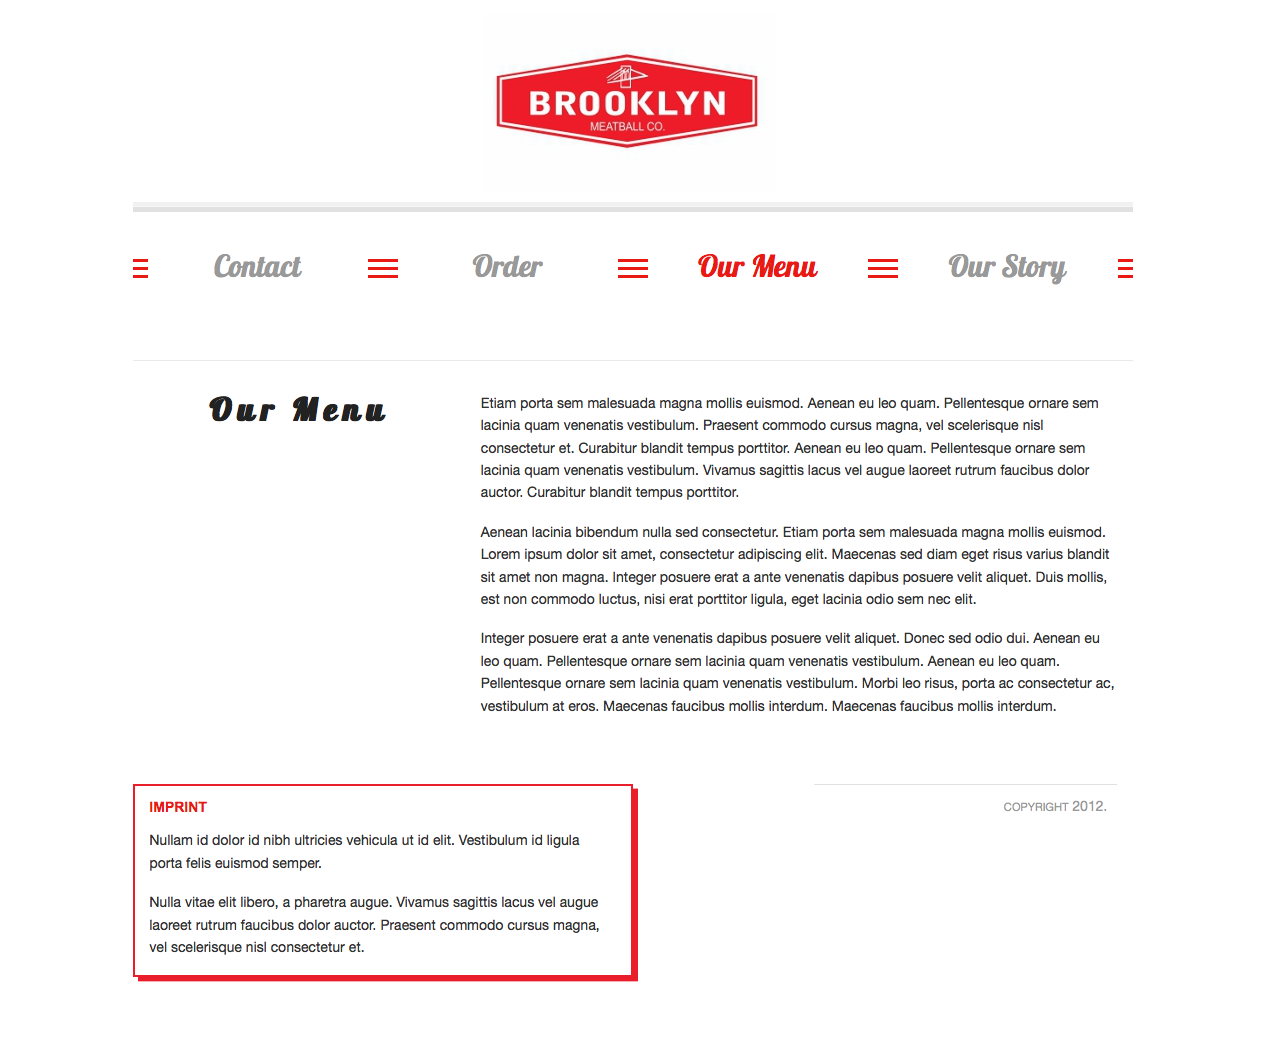 BROOKLYN
MEATBALL CO.
Contact
Order
Our Menu
Our Story
Our Menu
Etiam porta sem malesuada magna mollis euismod. Aenean eu leo quam. Pellentesque ornare sem
lacinia quam venenatis vestibulum. Praesent commodo cursus magna, vel scelerisque nisl
consectetur et. Curabitur blandit tempus porttitor. Aenean eu leo quam. Pellentesque ornare sem
lacinia quam venenatis vestibulum. Vivamus sagittis lacus vel augue laoreet rutrum faucibus dolor
auctor. Curabitur blandit tempus porttitor.
Aenean lacinia bibendum nulla sed consectetur. Etiam porta sem malesuada magna mollis euismod.
Lorem ipsum dolor sit amet, consectetur adipiscing elit. Maecenas sed diam eget risus varius blandit
sit amet non magna. Integer posuere erat a ante venenatis dapibus posuere velit aliquet. Duis mollis,
est non commodo luctus, nisi erat porttitor ligula, eget lacinia odio sem nec elit.
Integer posuere erat a ante venenatis dapibus posuere velit aliquet. Donec sed odio dui. Aenean eu
leo quam. Pellentesque ornare sem lacinia quam venenatis vestibulum. Aenean eu leo quam.
Pellentesque ornare sem lacinia quam venenatis vestibulum. Morbi leo risus, porta ac consectetur ac,
vestibulum at eros. Maecenas faucibus mollis interdum. Maecenas faucibus mollis interdum.
IMPRINT
Nullam id dolor id nibh ultricies vehicula ut id elit. Vestibulum id ligula
porta felis euismod semper.
Nulla vitae elit libero, a pharetra augue. Vivamus sagittis lacus vel augue
laoreet rutrum faucibus dolor auctor. Praesent commodo cursus magna,
vel scelerisque nisl consectetur et.
COPYRIGHT 2012.